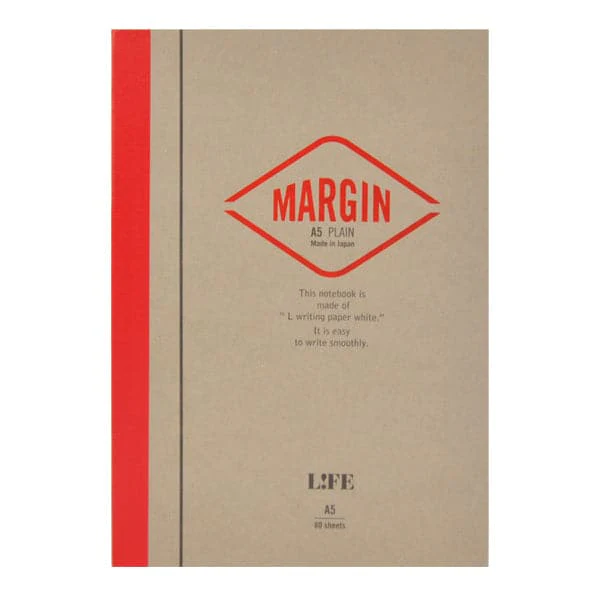 MARGIN
A5 PLAIN
Made in Japan
This notebook is
made of
" L writing paper white."
It is easy
to write smoothly.
L!FE
A5
80 sheets